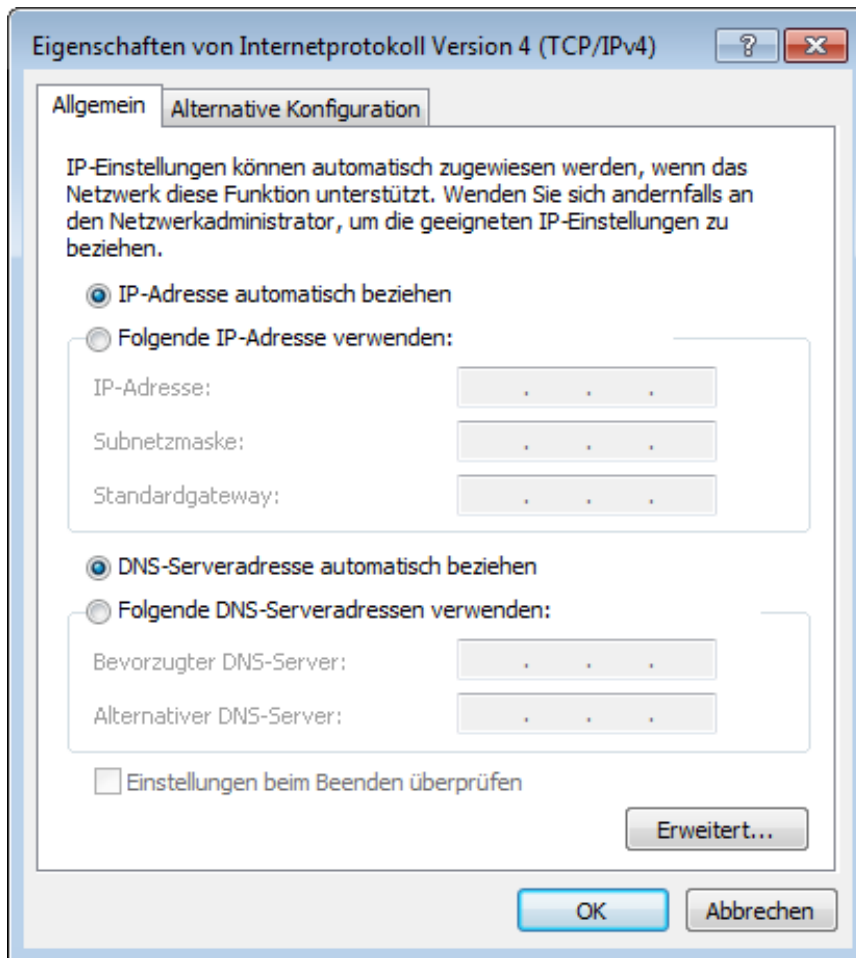 Eigenschaften von Internetprotokoll Version 4 (TCP/IPv4)
?
Allgemein
Alternative Konfiguration
IP-Einstellungen können automatisch zugewiesen werden, wenn das
Netzwerk diese Funktion unterstützt. Wenden Sie sich andernfalls an
den Netzwerkadministrator, um die geeigneten IP-Einstellungen zu
beziehen.
IP-Adresse automatisch beziehen
Folgende IP-Adresse verwenden:
IP-Adresse: . . .
Subnetzmaske: . . .
Standardgateway: . . .
DNS-Serveradresse automatisch beziehen
Folgende DNS-Serveradressen verwenden:
Bevorzugter DNS-Server: . . .
Alternativer DNS-Server: . . .
Einstellungen beim Beenden überprüfen
Erweitert...
OK
Abbrechen